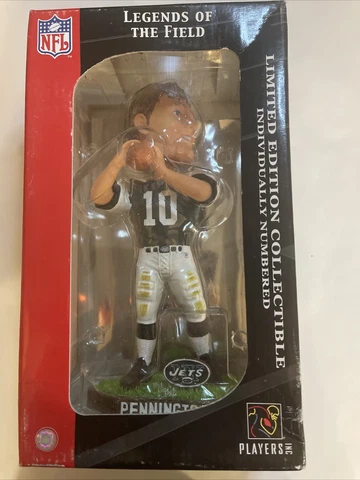 LEGENDS OF
THE FIELD
NFL
LIMITED EDITION COLLECTIBLE
INDIVIDUALLY NUMBERED
10
JETS
PENNINGTO
PLAYERS INC